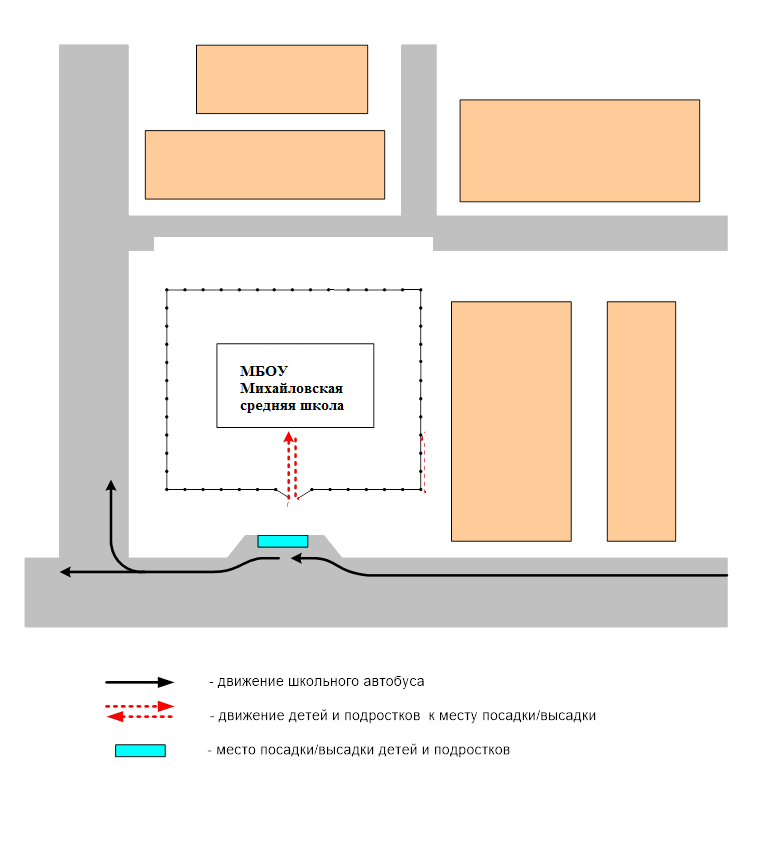 МБОУ
Михайловская
средняя школа
- движение школьного автобуса
- движение детей и подростков к месту посадки/высадки
- место посадки/высадки детей и подростков